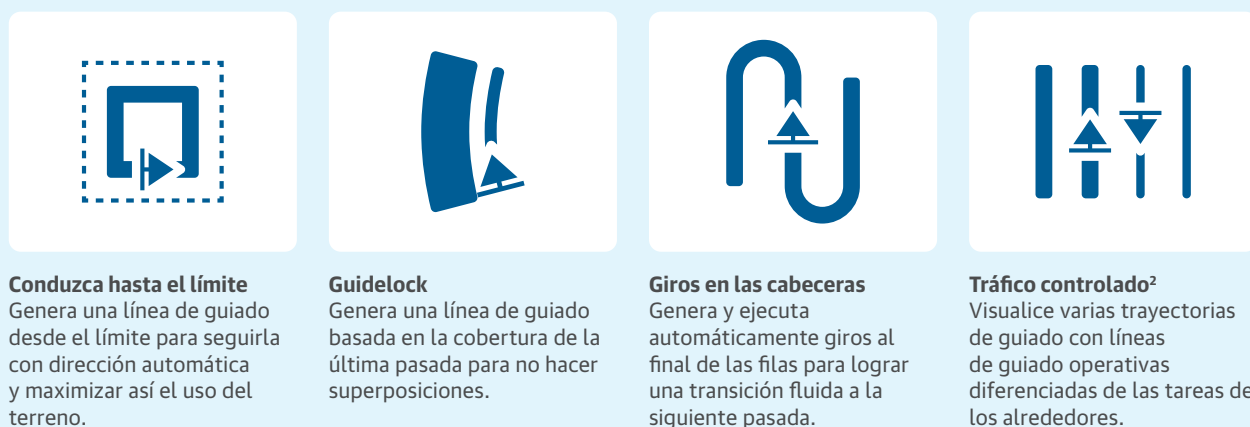 Conduzca hasta el límite
Genera una línea de guiado
desde el límite para seguirla
con dirección automática
y maximizar así el uso del
terreno.
Guidelock
Genera una línea de guiado
basada en la cobertura de la
última pasada para no hacer
superposiciones.
Giros en las cabeceras
Genera y ejecuta
automáticamente giros al
final de las filas para lograr
una transición fluida a la
siguiente pasada.
Tráfico controlado²
Visualice varias trayectorias
de guiado con líneas
de guiado operativas
diferenciadas de las tareas de
los alrededores.